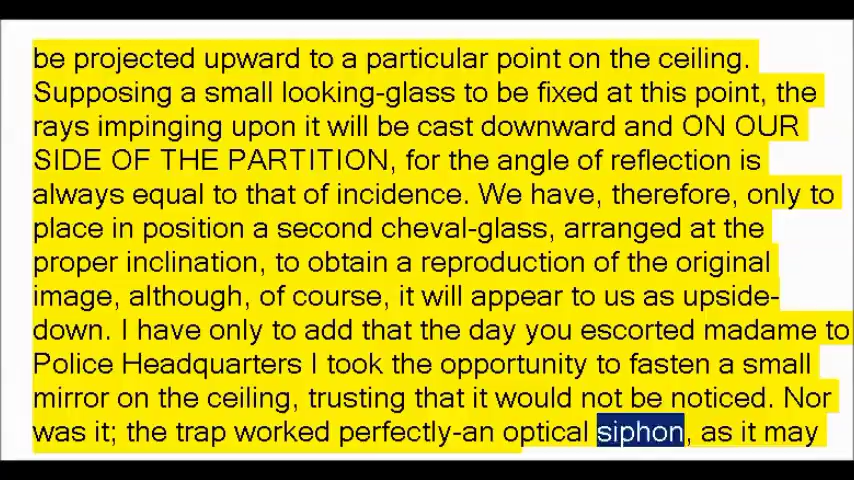 be projected upward to a particular point on the ceiling.
Supposing a small looking-glass to be fixed at this point, the
rays impinging upon it will be cast downward and ON OUR
SIDE OF THE PARTITION, for the angle of reflection is
always equal to that of incidence. We have, therefore, only to
place in position a second cheval-glass, arranged at the
proper inclination, to obtain a reproduction of the original
image, although, of course, it will appear to us as upside-
down. I have only to add that the day you escorted madame to
Police Headquarters I took the opportunity to fasten a small
mirror on the ceiling, trusting that it would not be noticed. Nor
was it; the trap worked perfectly-an optical siphon, as it may